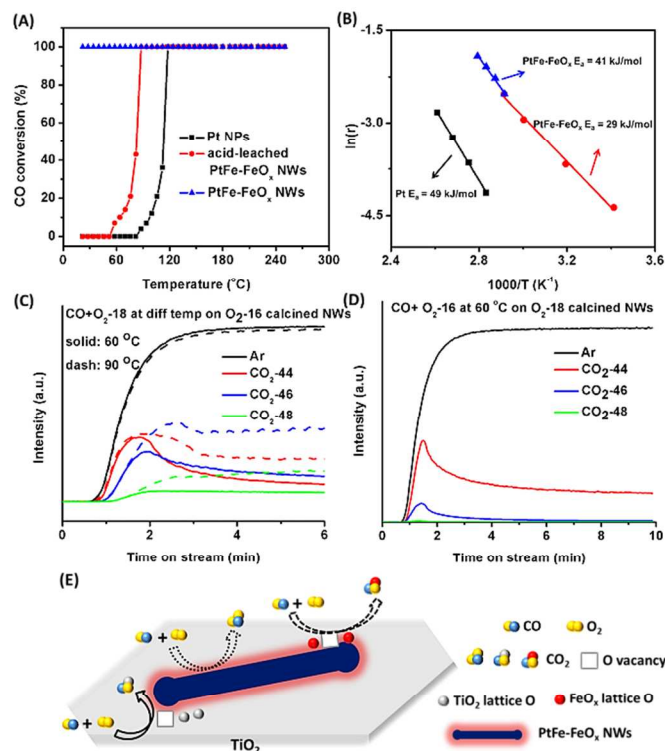 (A)
CO conversion (%)
100
80
60
40
20
0
Pt NPs
acid-leached
PtFe-FeOₓ NWs
PtFe-FeOₓ NWs
0 60 120 180 240 300
Temperature (°C)
(B)
ln(r)
-1.5
-3.0
-4.5
PtFe-FeOₓ Eₐ = 41 kJ/mol
PtFe-FeOₓ Eₐ = 29 kJ/mol
Pt Eₐ = 49 kJ/mol
2.4 2.8 3.2 3.6
1000/T (K⁻¹)
(C)
CO+O₂-18 at diff temp on O₂-16 calcined NWs
solid: 60 °C
dash: 90 °C
Ar
CO₂-44
CO₂-46
CO₂-48
Intensity (a.u.)
0 2 4 6
Time on stream (min)
(D)
CO+ O₂-16 at 60 °C on O₂-18 calcined NWs
Ar
CO₂-44
CO₂-46
CO₂-48
Intensity (a.u.)
0 2 4 6 8 10
Time on stream (min)
(E)
+
+
+
TiO₂
CO O₂
CO₂ O vacancy
TiO₂ lattice O FeOₓ lattice O
PtFe-FeOₓ NWs